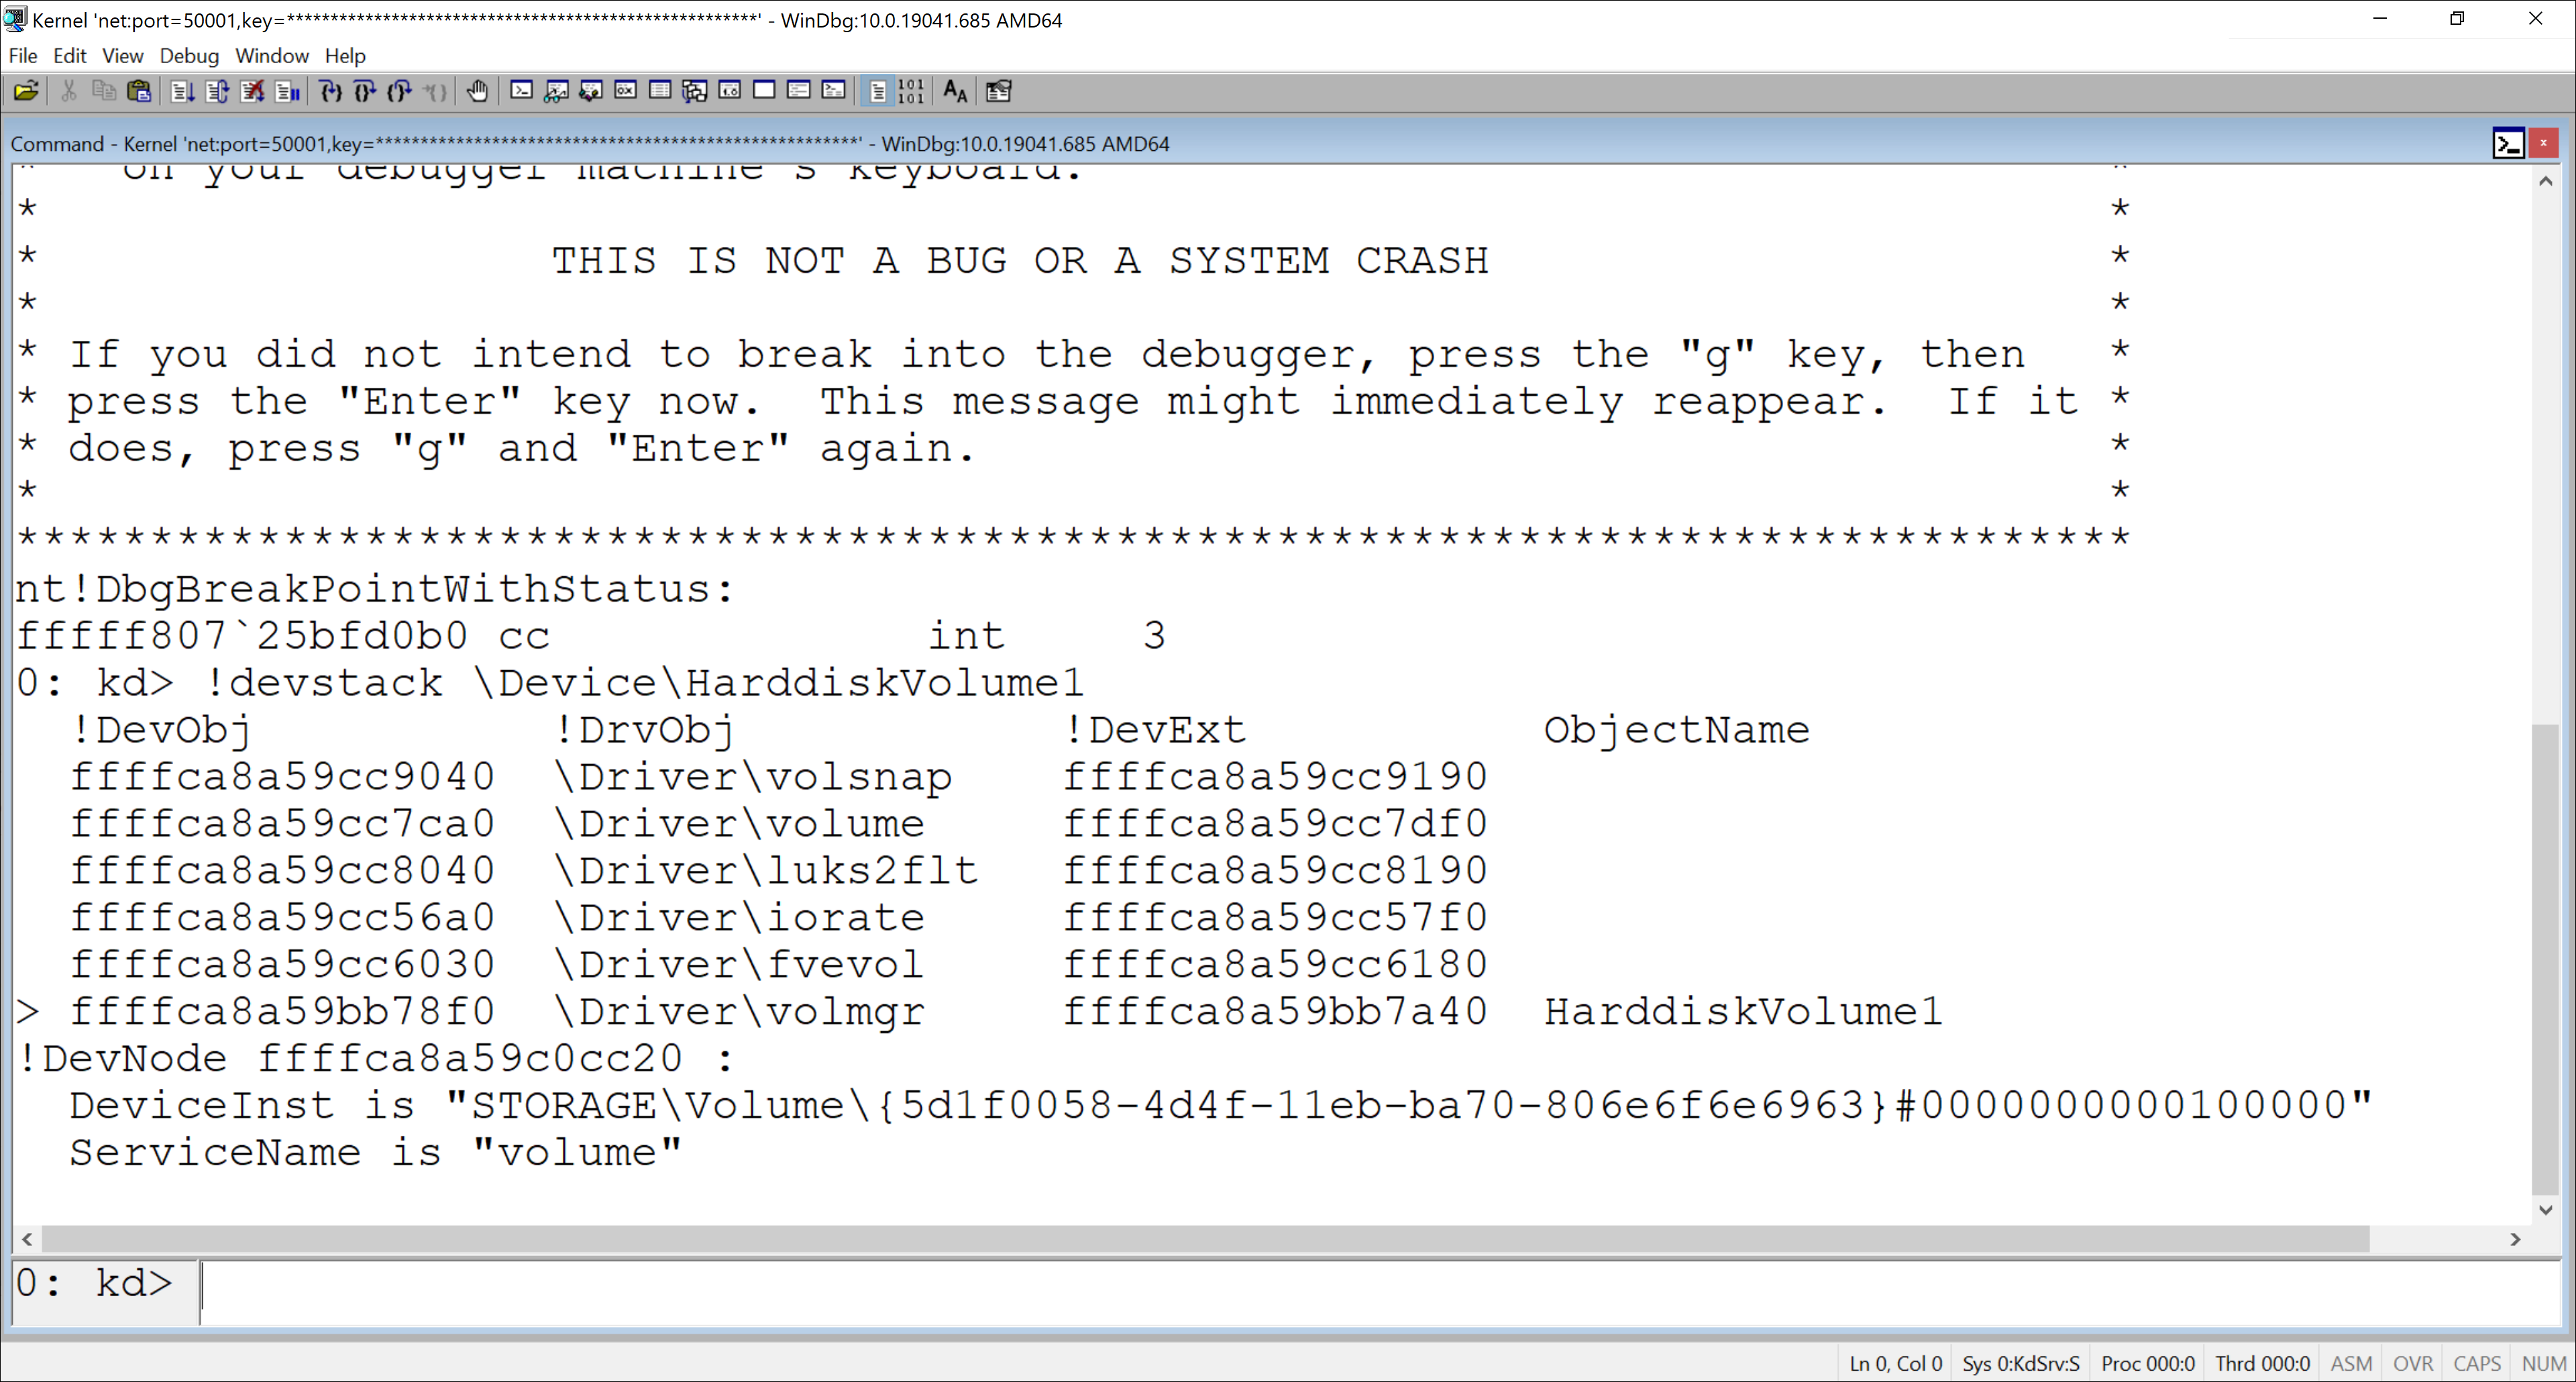 Kernel 'net:port=50001,key=******************************************************' - WinDbg:10.0.19041.685 AMD64
File Edit View Debug Window Help
Command - Kernel 'net:port=50001,key=******************************************************' - WinDbg:10.0.19041.685 AMD64
*   on your debugger machine's keyboard.                                       *
*                                                                              *
*                   THIS IS NOT A BUG OR A SYSTEM CRASH                        *
*                                                                              *
* If you did not intend to break into the debugger, press the "g" key, then    *
* press the "Enter" key now.  This message might immediately reappear.  If it  *
* does, press "g" and "Enter" again.                                           *
*                                                                              *
*******************************************************************************
nt!DbgBreakPointWithStatus:
fffff807`25bfd0b0 cc              int     3
0: kd> !devstack \Device\HarddiskVolume1
  !DevObj           !DrvObj            !DevExt           ObjectName
  ffffca8a59cc9040  \Driver\volsnap    ffffca8a59cc9190
  ffffca8a59cc7ca0  \Driver\volume     ffffca8a59cc7df0
  ffffca8a59cc8040  \Driver\luks2flt   ffffca8a59cc8190
  ffffca8a59cc56a0  \Driver\iorate     ffffca8a59cc57f0
  ffffca8a59cc6030  \Driver\fvevol     ffffca8a59cc6180
> ffffca8a59bb78f0  \Driver\volmgr     ffffca8a59bb7a40  HarddiskVolume1
!DevNode ffffca8a59c0cc20 :
  DeviceInst is "STORAGE\Volume\{5d1f0058-4d4f-11eb-ba70-806e6f6e6963}#0000000000100000"
  ServiceName is "volume"
0: kd>
Ln 0, Col 0 Sys 0:KdSrv:S Proc 000:0 Thrd 000:0 ASM OVR CAPS NUM